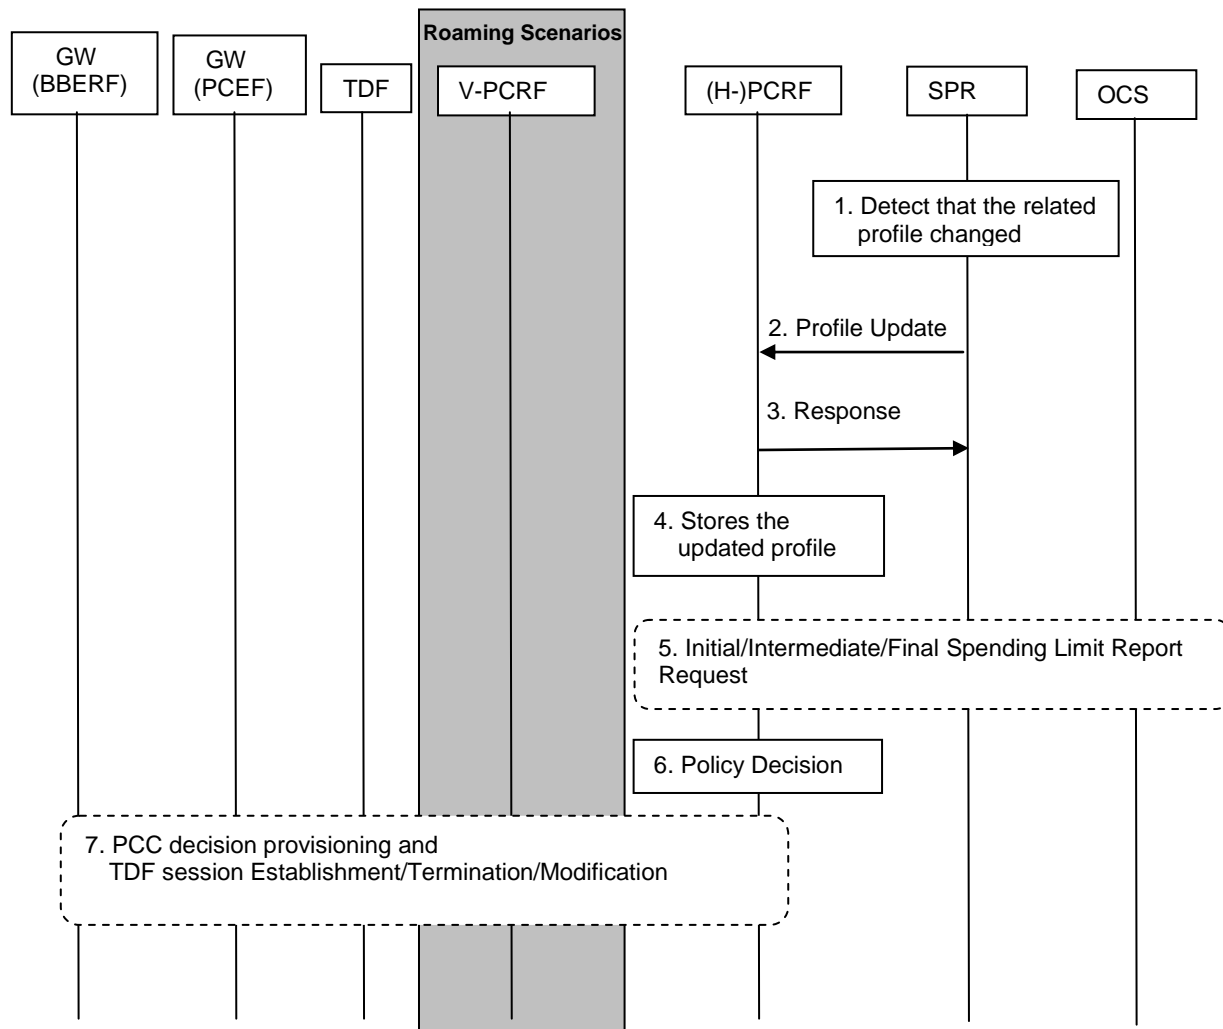 Roaming Scenarios
GW
(BBERF)
GW
(PCEF)
TDF
V-PCRF
(H-)PCRF
SPR
OCS
1. Detect that the related
profile changed
2. Profile Update
3. Response
4. Stores the
updated profile
5. Initial/Intermediate/Final Spending Limit Report
Request
6. Policy Decision
7. PCC decision provisioning and
TDF session Establishment/Termination/Modification